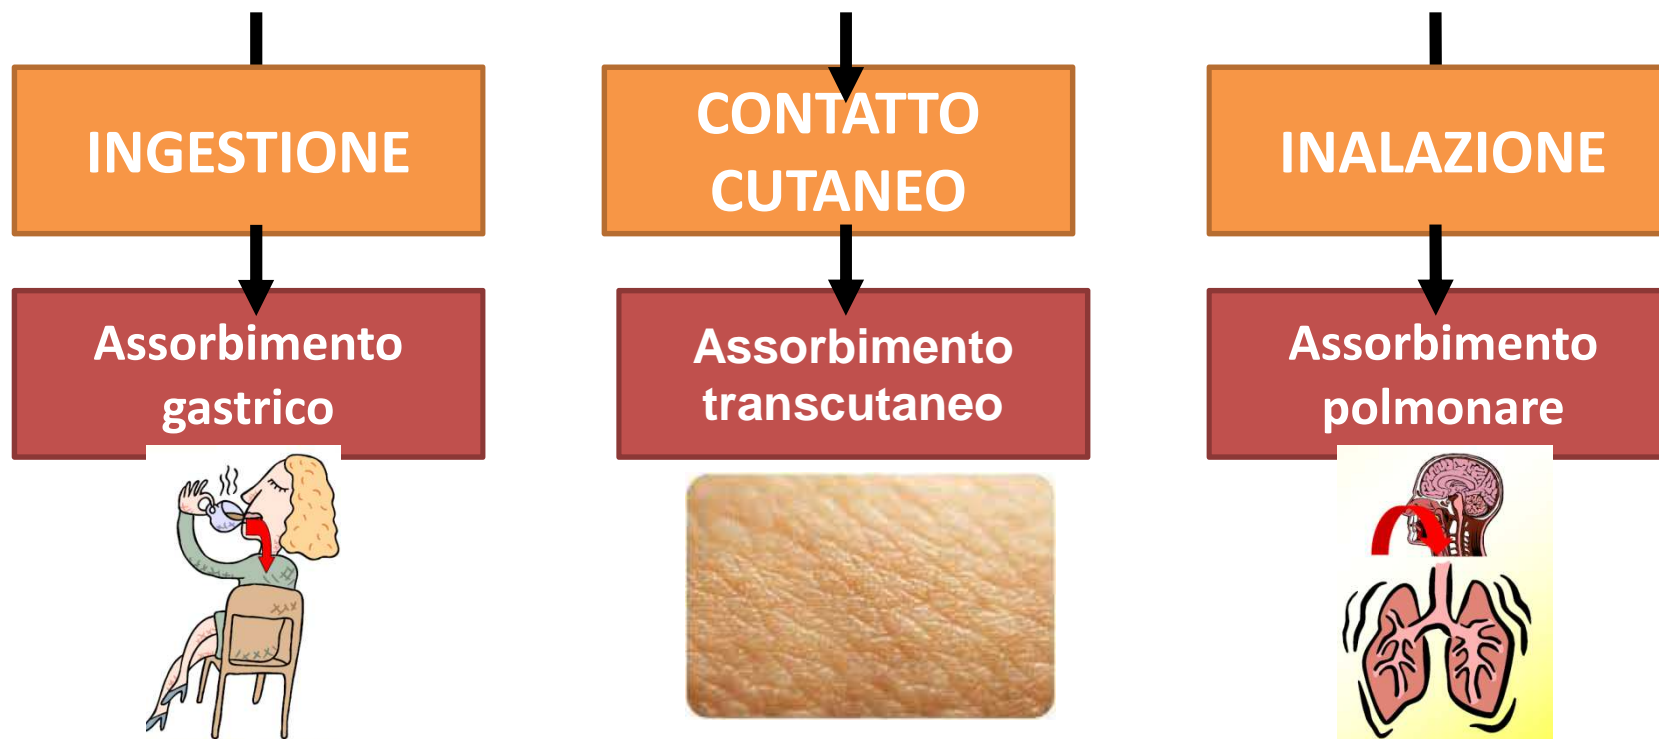 INGESTIONE
CONTATTO
CUTANEO
INALAZIONE
Assorbimento
gastrico
Assorbimento
transcutaneo
Assorbimento
polmonare